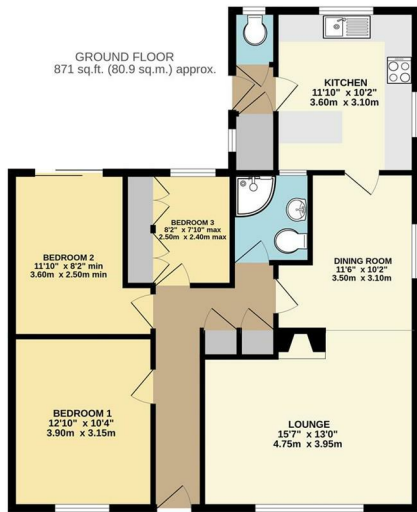 GROUND FLOOR
871 sq.ft. (80.9 sq.m.) approx.
KITCHEN
11'10" x 10'2"
3.60m x 3.10m
BEDROOM 3
8'2" x 7'10" max
2.50m x 2.40m max
BEDROOM 2
11'10" x 8'2" min
3.60m x 2.50m min
DINING ROOM
11'6" x 10'2"
3.50m x 3.10m
BEDROOM 1
12'10" x 10'4"
3.90m x 3.15m
LOUNGE
15'7" x 13'0"
4.75m x 3.95m